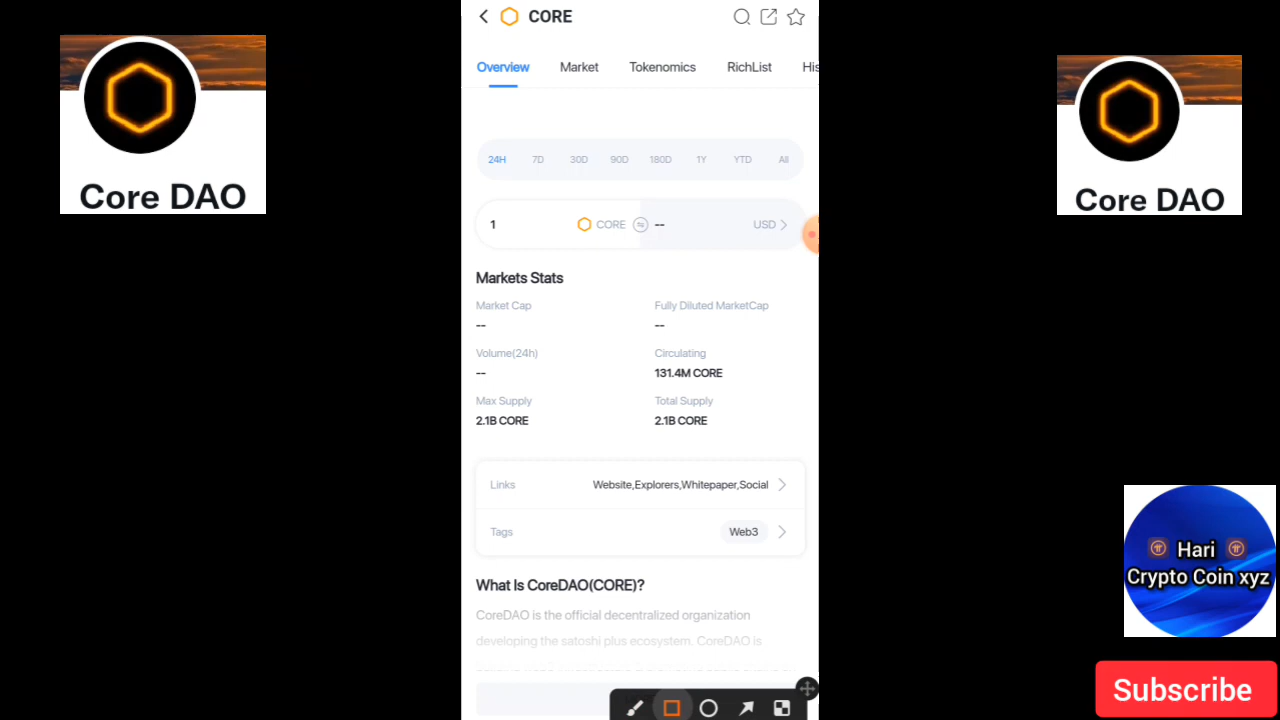 CORE
Overview Market Tokenomics RichList His
24H 7D 30D 90D 180D 1Y YTD All
1 CORE -- USD
Markets Stats
Market Cap Fully Diluted MarketCap
-- --
Volume(24h) Circulating
-- 131.4M CORE
Max Supply Total Supply
2.1B CORE 2.1B CORE
Links Website,Explorers,Whitepaper,Social
Tags Web3
What Is CoreDAO(CORE)?
CoreDAO is the official decentralized organization
developing the satoshi plus ecosystem. CoreDAO is
Core DAO
Core DAO
Hari
Crypto Coin xyz
Subscribe